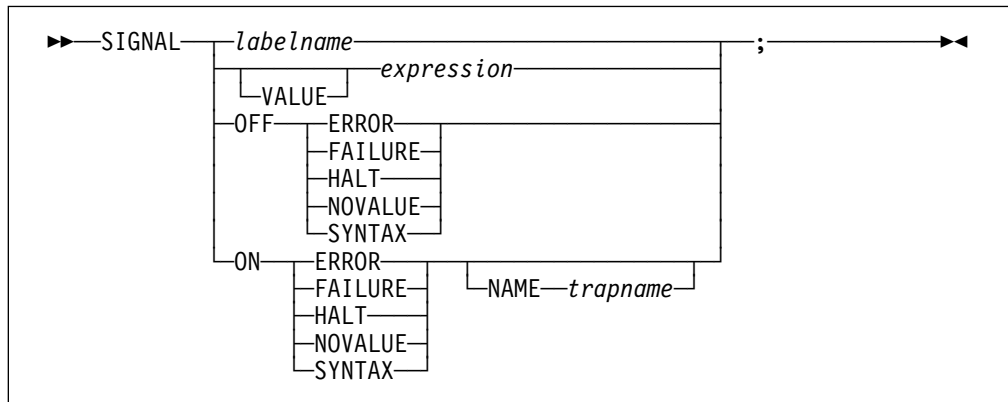 SIGNAL labelname ;
VALUE expression
OFF ERROR
FAILURE
HALT
NOVALUE
SYNTAX
ON ERROR
FAILURE NAME trapname
HALT
NOVALUE
SYNTAX